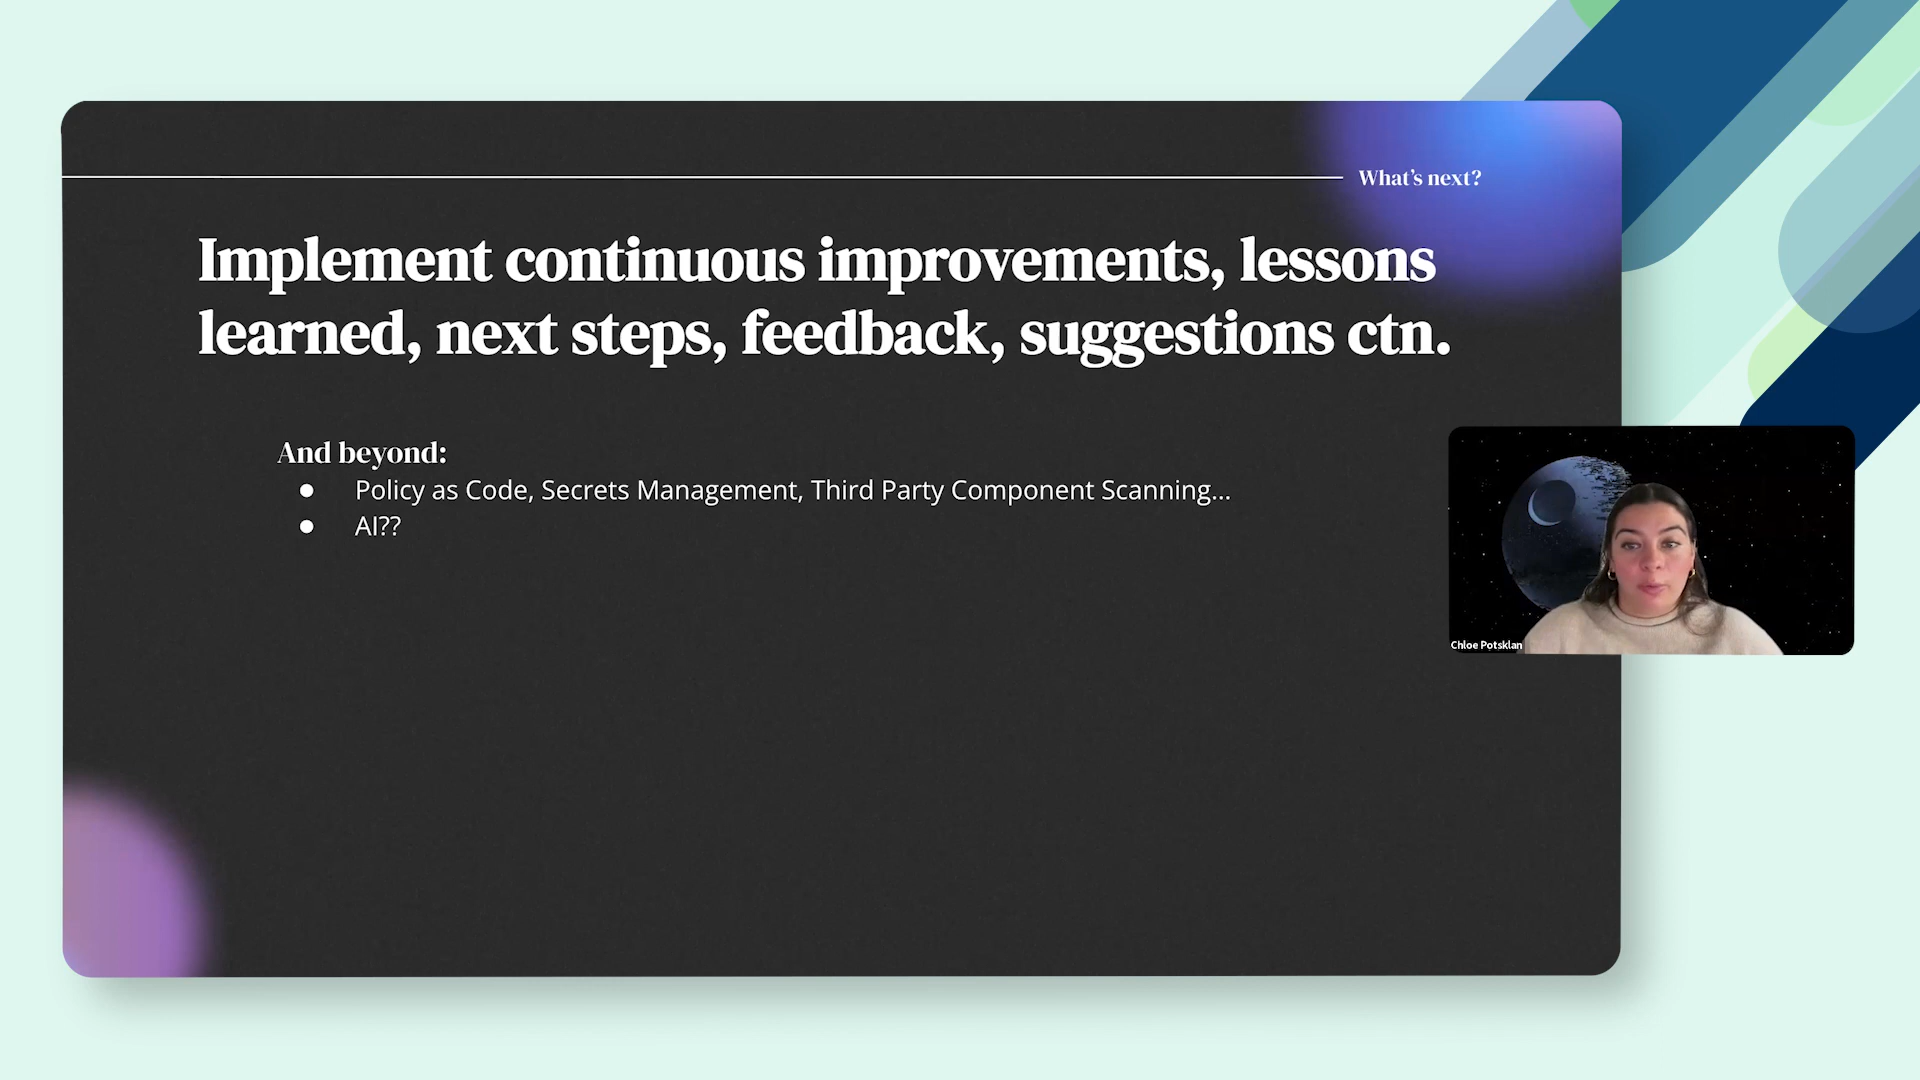 What's next?
Implement continuous improvements, lessons
learned, next steps, feedback, suggestions ctn.
And beyond:
● Policy as Code, Secrets Management, Third Party Component Scanning...
● AI??
Chloe Potsklan